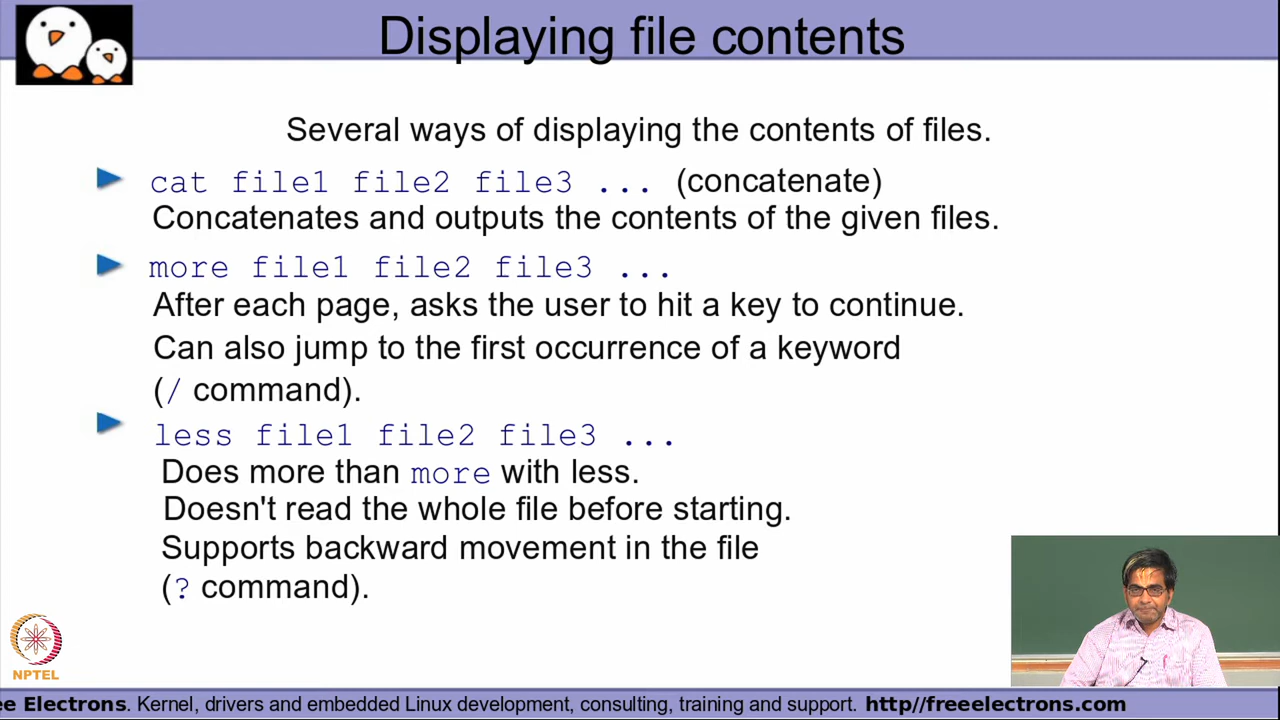 Displaying file contents
Several ways of displaying the contents of files.
cat file1 file2 file3 ... (concatenate)
Concatenates and outputs the contents of the given files.
more file1 file2 file3 ...
After each page, asks the user to hit a key to continue.
Can also jump to the first occurrence of a keyword
(/ command).
less file1 file2 file3 ...
Does more than more with less.
Doesn't read the whole file before starting.
Supports backward movement in the file
(? command).
NPTEL
ee Electrons. Kernel, drivers and embedded Linux development, consulting, training and support. http//freeelectrons.com